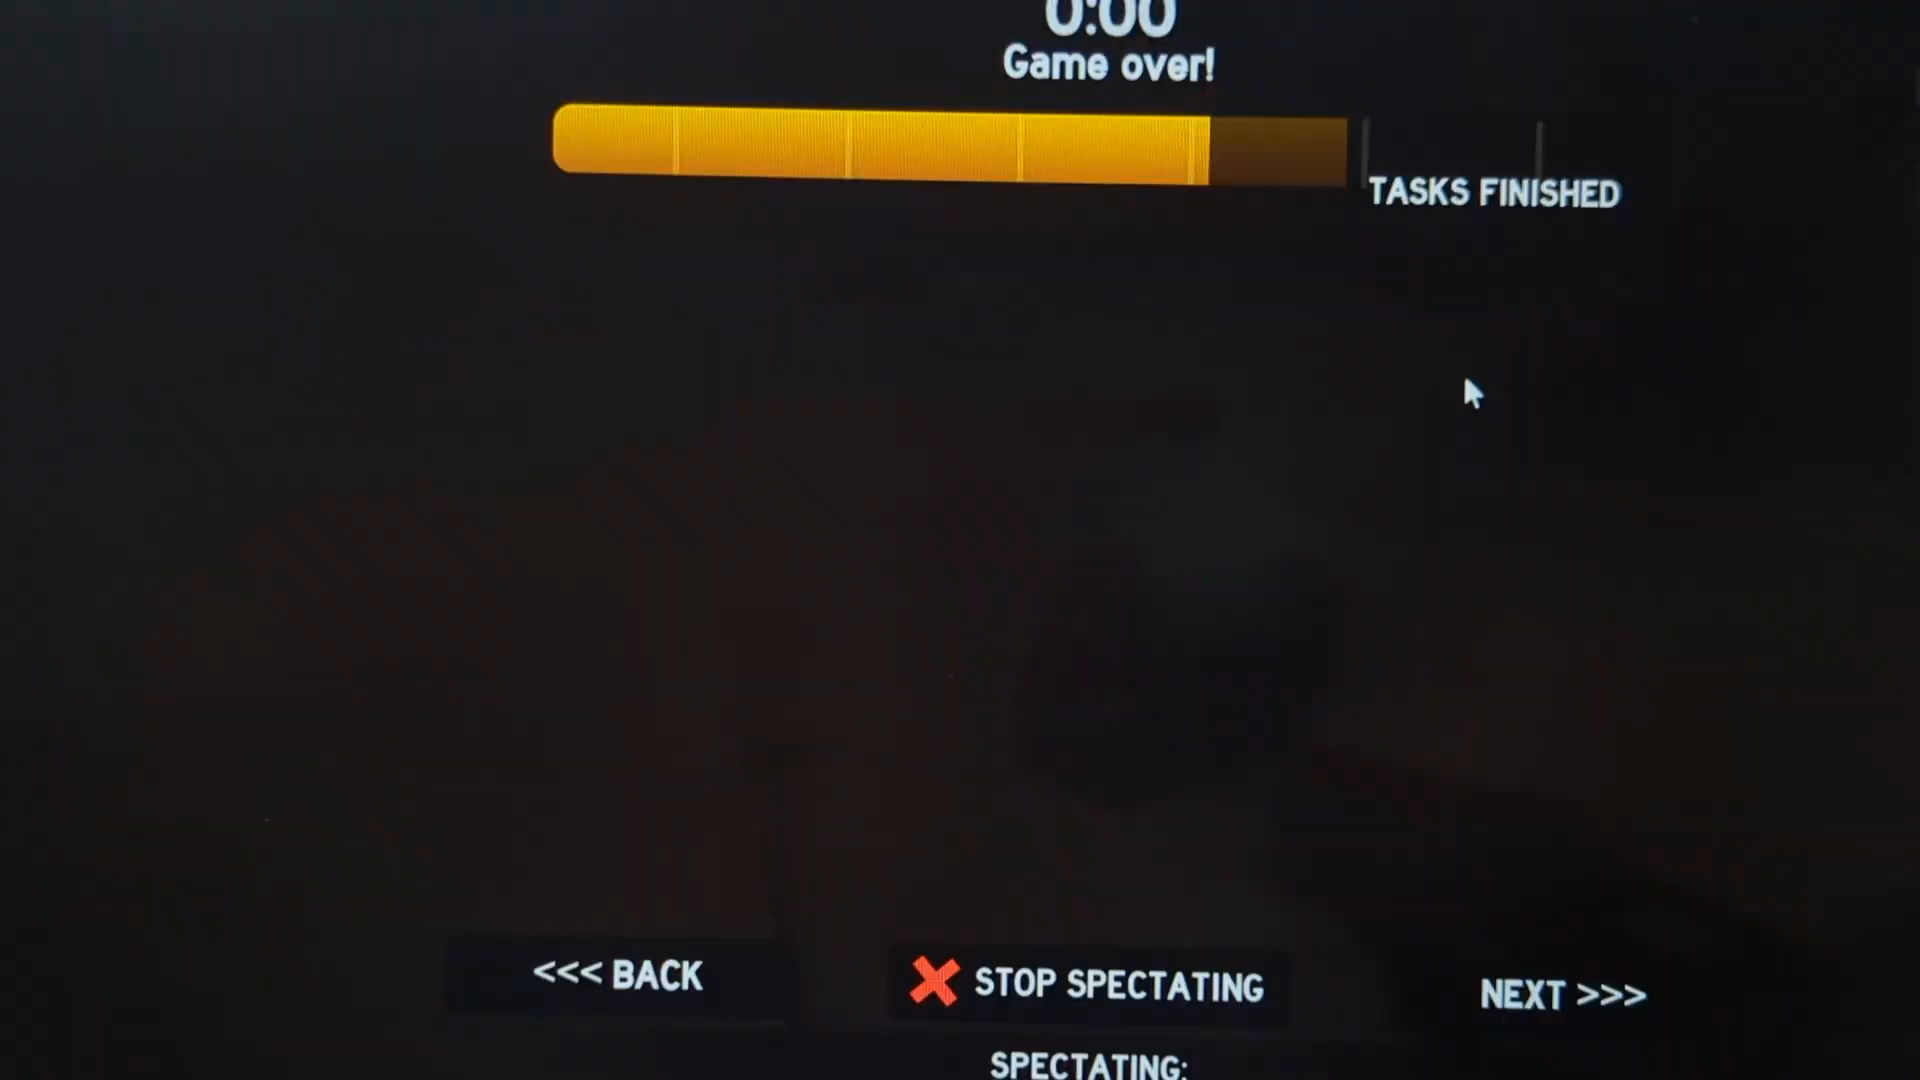 0:00
Game over!
TASKS FINISHED
<<< BACK
STOP SPECTATING
NEXT >>>
SPECTATING: